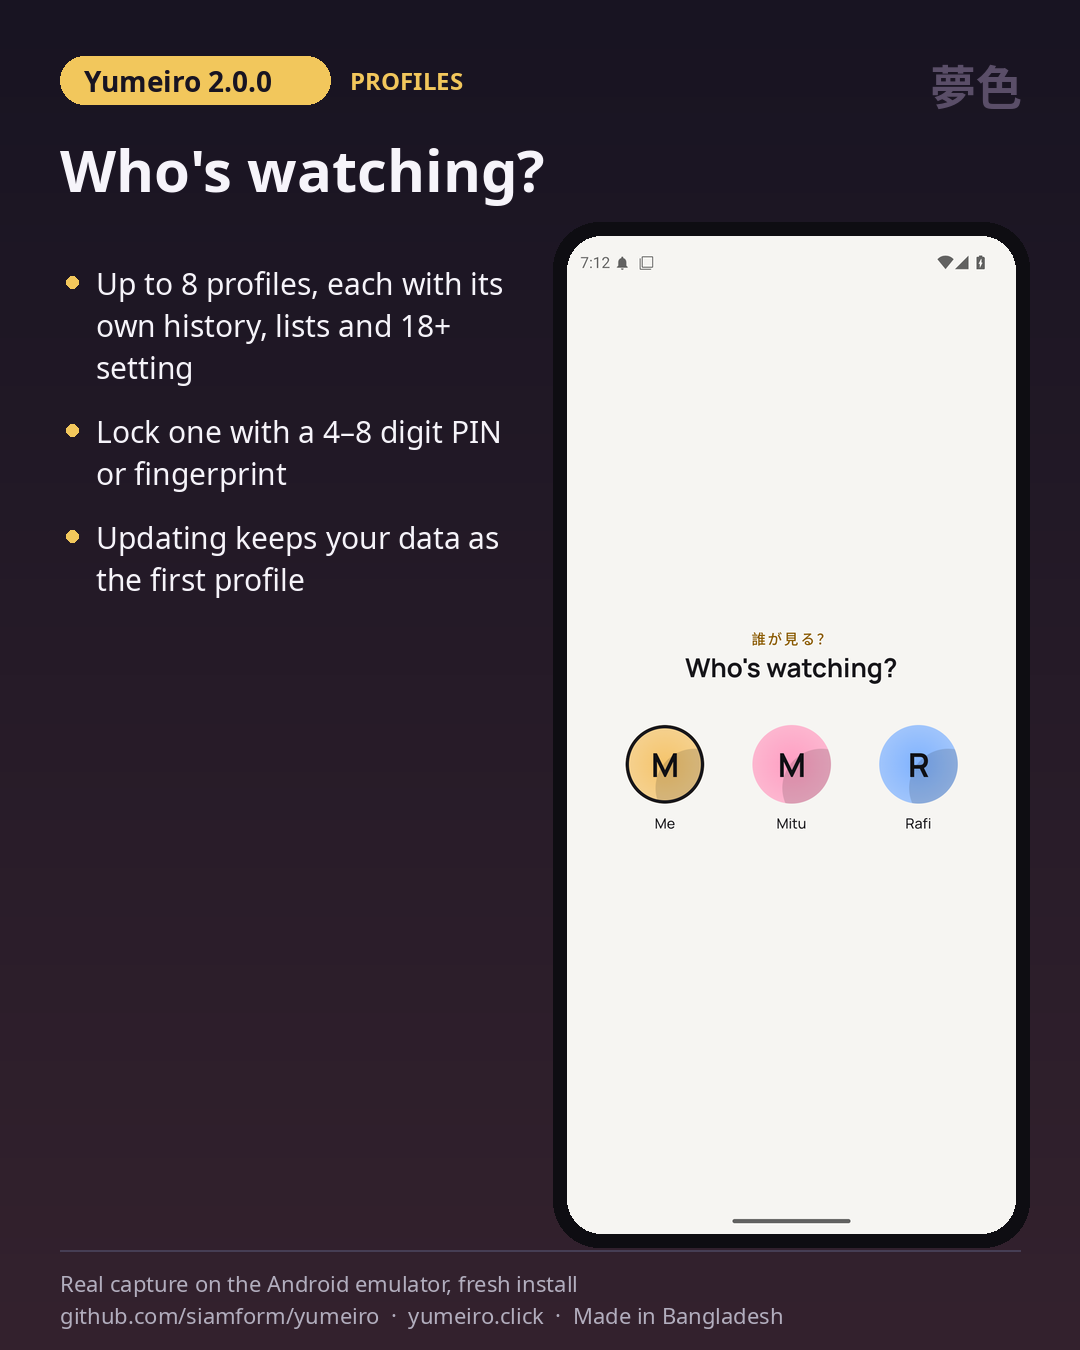 Yumeiro 2.0.0
PROFILES
夢色
Who's watching?
Up to 8 profiles, each with its
own history, lists and 18+
setting
Lock one with a 4–8 digit PIN
or fingerprint
Updating keeps your data as
the first profile
7:12
誰が見る?
Who's watching?
M
M
R
Me
Mitu
Rafi
Real capture on the Android emulator, fresh install
github.com/siamform/yumeiro · yumeiro.click · Made in Bangladesh